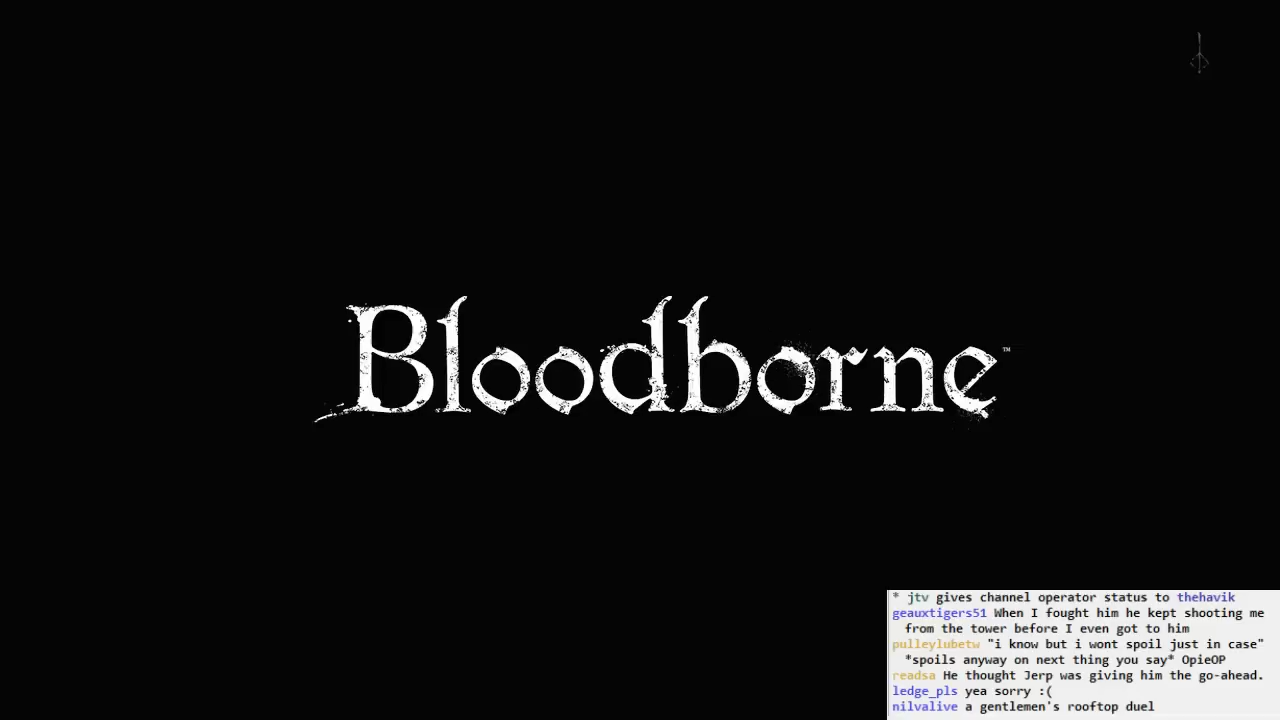 Bloodborne™
* jtv gives channel operator status to thehavik
geauxtigers51 When I fought him he kept shooting me
from the tower before I even got to him
pulleylubetw "i know but i wont spoil just in case"
*spoils anyway on next thing you say* OpieOP
readsa He thought Jerp was giving him the go-ahead.
ledge_pls yea sorry :(
nilvalive a gentlemen's rooftop duel